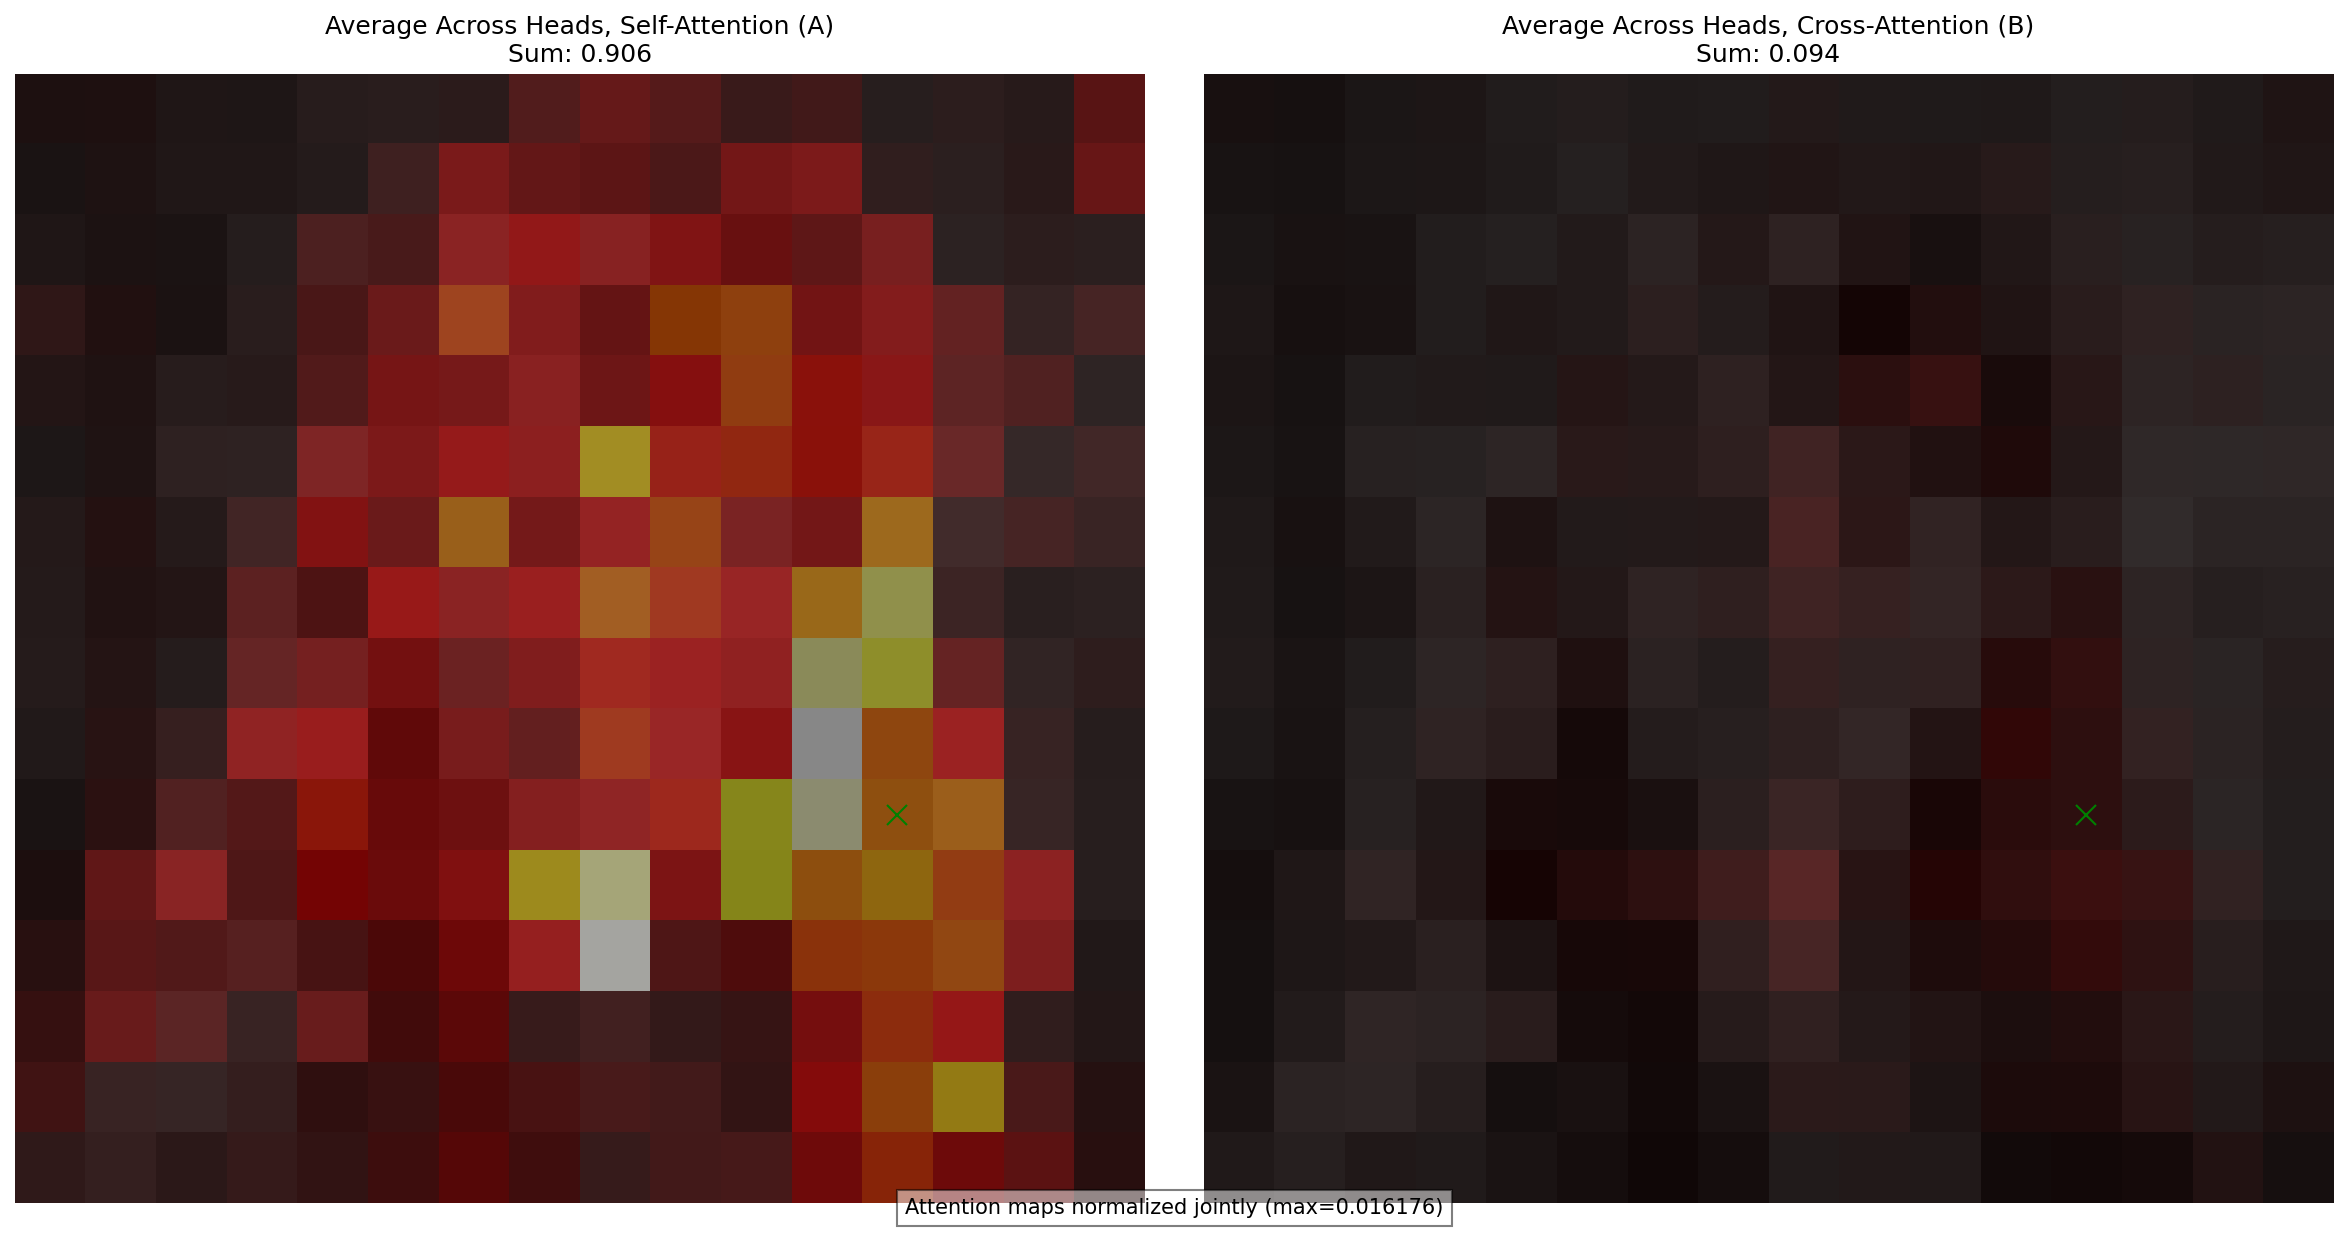 Average Across Heads, Self-Attention (A)
Sum: 0.906
Average Across Heads, Cross-Attention (B)
Sum: 0.094
Attention maps normalized jointly (max=0.016176)